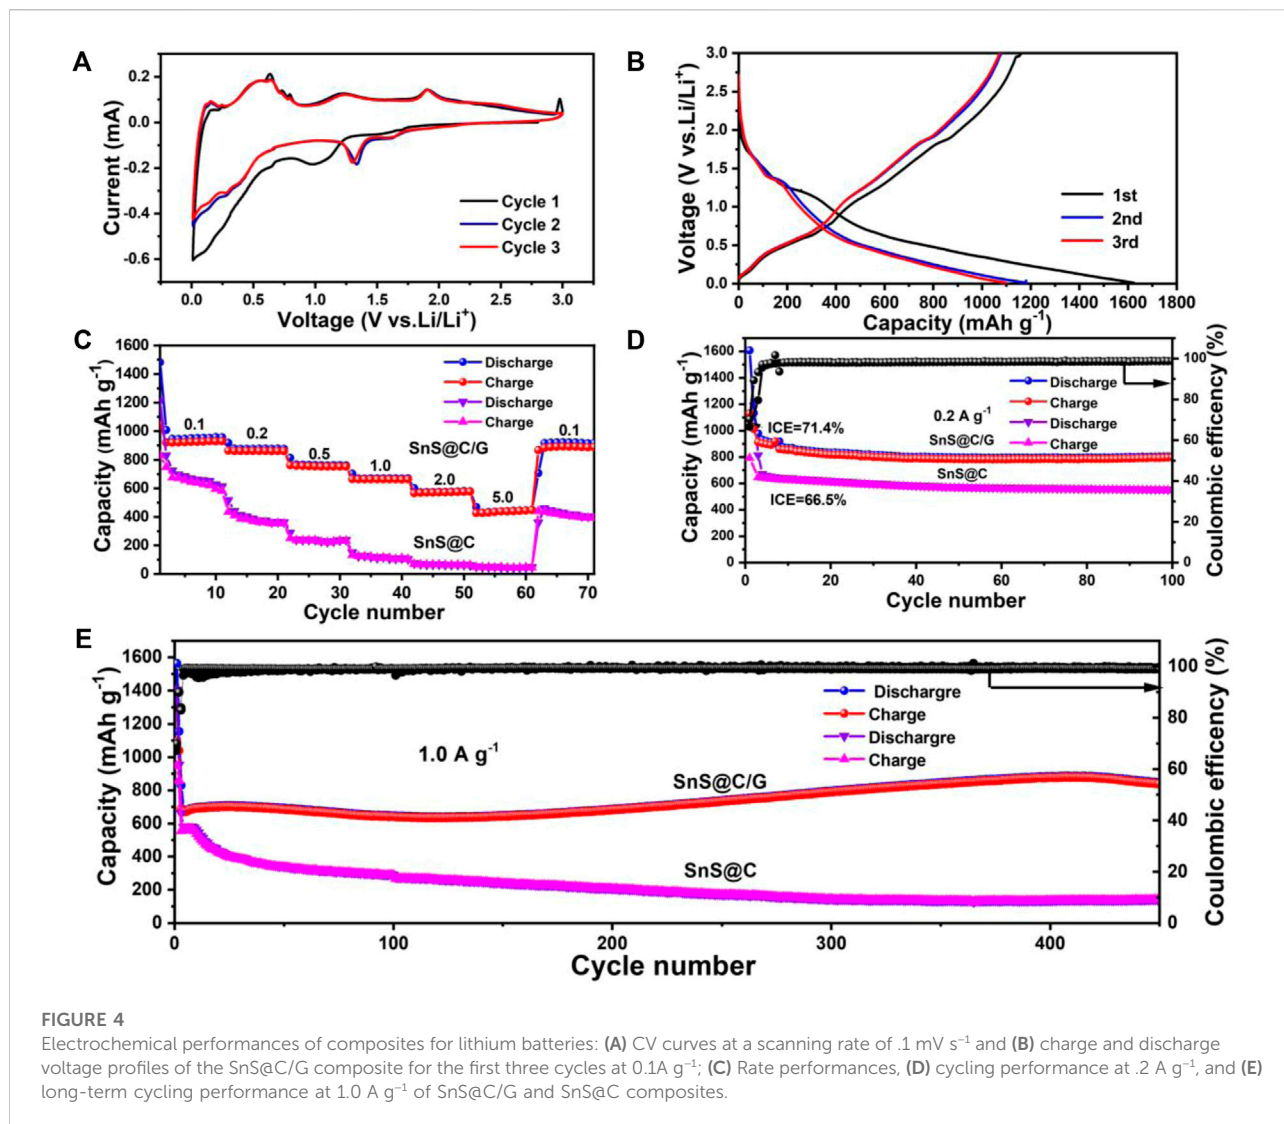 A
0.2
0.0
-0.2
-0.4
-0.6
Current (mA)
Cycle 1
Cycle 2
Cycle 3
0.0 0.5 1.0 1.5 2.0 2.5 3.0
Voltage (V vs.Li/Li⁺)
B
3.0
2.5
2.0
1.5
1.0
0.5
0.0
Voltage (V vs.Li/Li⁺)
1st
2nd
3rd
0 200 400 600 800 1000 1200 1400 1600 1800
Capacity (mAh g⁻¹)
C
1600
1400
1200
1000
800
600
400
200
0
Capacity (mAh g⁻¹)
Discharge
Charge
Discharge
Charge
0.1
0.2
0.5
1.0
2.0
5.0
0.1
SnS@C/G
SnS@C
10 20 30 40 50 60 70
Cycle number
D
1600
1400
1200
1000
800
600
400
200
0
Capacity (mAh g⁻¹)
ICE=71.4%
ICE=66.5%
Discharge
Charge
Discharge
Charge
0.2 A g⁻¹
SnS@C/G
SnS@C
100
80
60
40
20
0
Coulombic efficency (%)
0 20 40 60 80 100
Cycle number
E
1600
1400
1200
1000
800
600
400
200
0
Capacity (mAh g⁻¹)
1.0 A g⁻¹
Dischargre
Charge
Dischargre
Charge
SnS@C/G
SnS@C
100
80
60
40
20
0
Coulombic efficency (%)
0 100 200 300 400
Cycle number
FIGURE 4
Electrochemical performances of composites for lithium batteries: (A) CV curves at a scanning rate of .1 mV s⁻¹ and (B) charge and discharge
voltage profiles of the SnS@C/G composite for the first three cycles at 0.1A g⁻¹; (C) Rate performances, (D) cycling performance at .2 A g⁻¹, and (E)
long-term cycling performance at 1.0 A g⁻¹ of SnS@C/G and SnS@C composites.